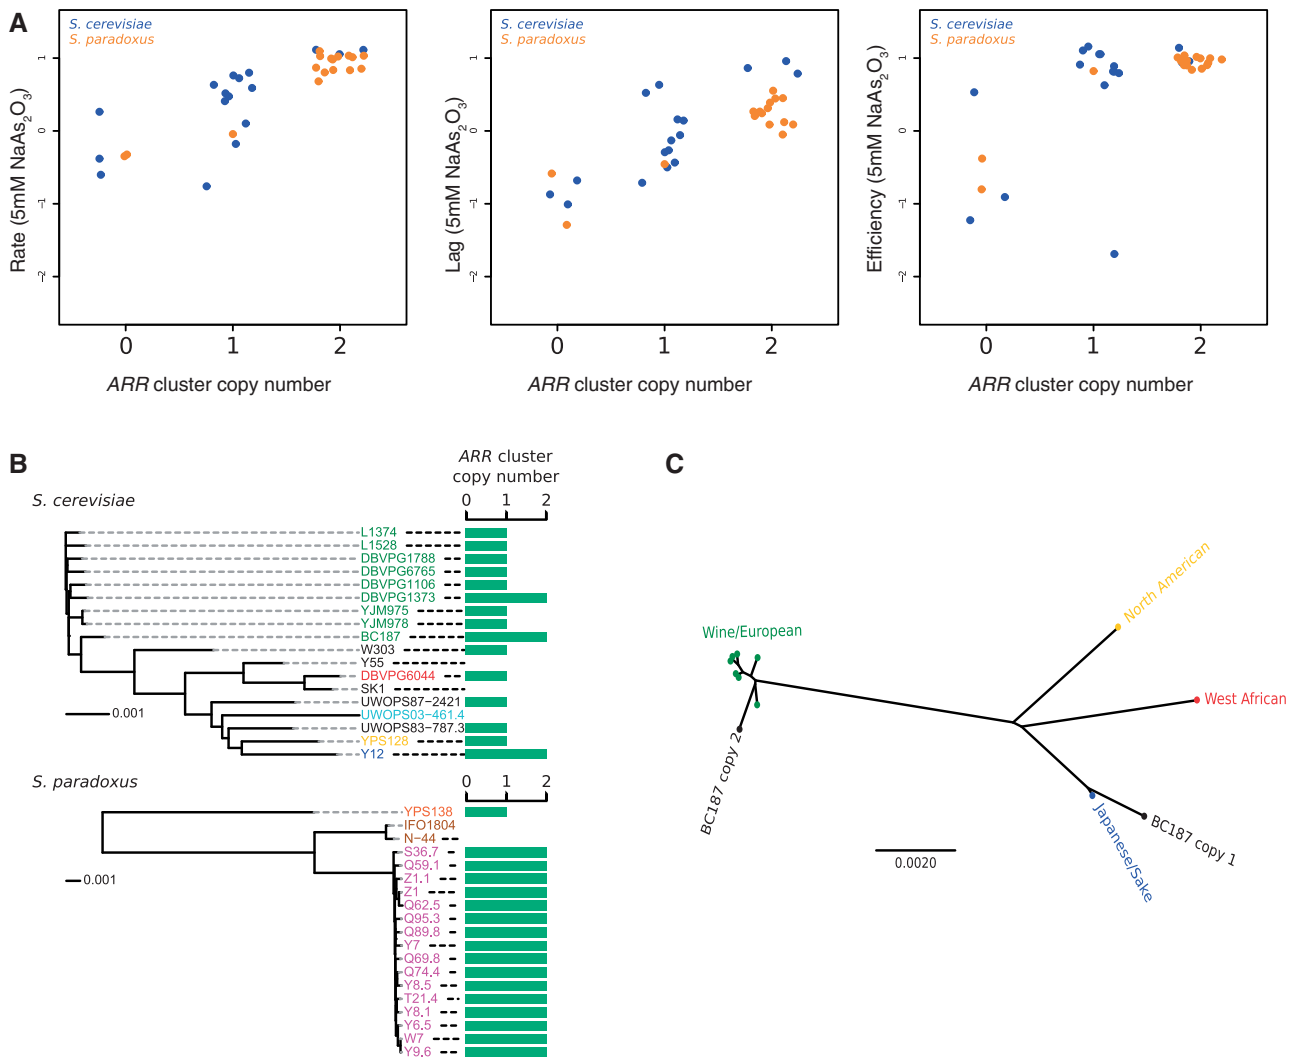 A
S. cerevisiae
S. paradoxus
Rate (5mM NaAs2O3)
1
0
−1
−2
0 1 2
ARR cluster copy number
S. cerevisiae
S. paradoxus
Lag (5mM NaAs2O3)
1
0
−1
−2
0 1 2
ARR cluster copy number
S. cerevisiae
S. paradoxus
Efficiency (5mM NaAs2O3)
1
0
−1
−2
0 1 2
ARR cluster copy number
B
ARR cluster
copy number
S. cerevisiae
0 1 2
L1374
L1528
DBVPG1788
DBVPG6765
DBVPG1106
DBVPG1373
YJM975
YJM978
BC187
W303
Y55
DBVPG6044
SK1
UWOPS87−2421
UWOPS03−461.4
UWOPS83−787.3
YPS128
Y12
0.001
S. paradoxus
0 1 2
YPS138
IFO1804
N−44
S36.7
Q59.1
Z1.1
Z1
Q62.5
Q95.3
Q89.8
Y7
Q69.8
Q74.4
Y8.5
T21.4
Y8.1
Y6.5
W7
Y9.6
0.001
C
Wine/European
North American
West African
BC187 copy 2
Japanese/Sake
BC187 copy 1
0.0020